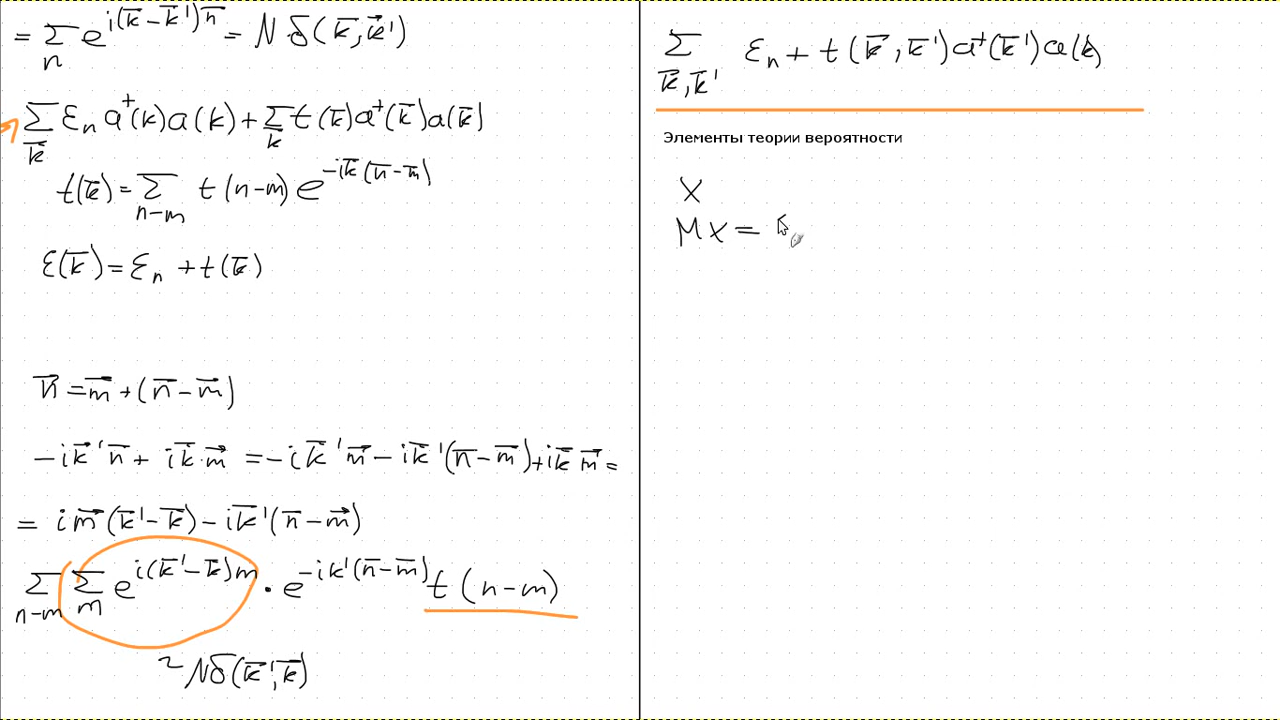 = Σ_n e^{i(k̄-k̄')n̄} = N·δ(k̄,k⃗')
Σ_k̄ ε_n a⁺(k)a(k) + Σ_k̄ t(k̄)a⁺(k̄)a(k̄)
t(k̄) = Σ_{n-m} t(n-m) e^{-ik̄(n̄-m̄)}
ε(k̄) = ε_n + t(k̄)
n⃗ = m⃗ + (n̄-m⃗)
-ik⃗'n̄ + ik̄·m⃗ = -ik̄'m⃗ - ik̄'(n̄-m̄) + ik̄m⃗ =
= im⃗(k̄'-k̄) - ik̄'(n̄-m⃗)
Σ_{n-m} Σ_m e^{i(k̄'-k̄)m} · e^{-ik'(n̄-m̄)} t(n-m)
~ Nδ(k̄',k̄)
Σ_{k̄,k̄'} ε_n + t(k̄,k̄')a⁺(k̄')a(k)
Элементы теории вероятности
X
Mx =